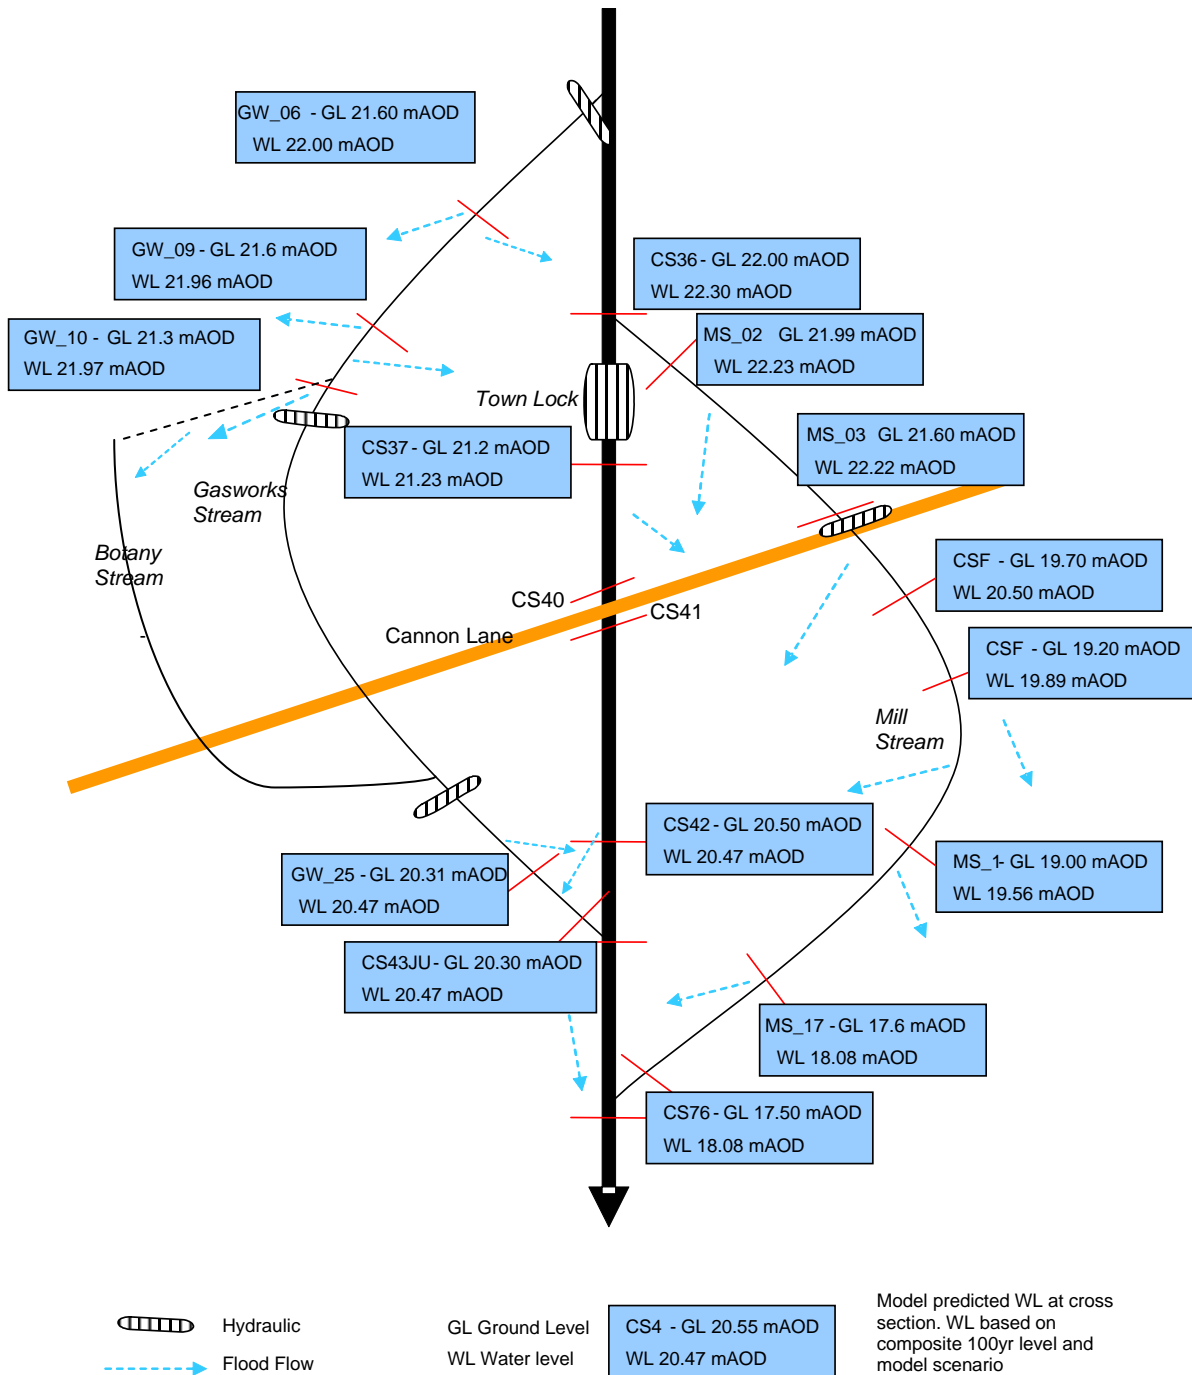 GW_06 - GL 21.60 mAOD
WL 22.00 mAOD
GW_09 - GL 21.6 mAOD
WL 21.96 mAOD
CS36 - GL 22.00 mAOD
WL 22.30 mAOD
GW_10 - GL 21.3 mAOD
WL 21.97 mAOD
MS_02 GL 21.99 mAOD
WL 22.23 mAOD
Town Lock
MS_03 GL 21.60 mAOD
WL 22.22 mAOD
CS37 - GL 21.2 mAOD
WL 21.23 mAOD
Gasworks
Stream
Botany
Stream
-
CSF - GL 19.70 mAOD
WL 20.50 mAOD
CS40
CS41
Cannon Lane
CSF - GL 19.20 mAOD
WL 19.89 mAOD
Mill
Stream
CS42 - GL 20.50 mAOD
WL 20.47 mAOD
MS_1- GL 19.00 mAOD
WL 19.56 mAOD
GW_25 - GL 20.31 mAOD
WL 20.47 mAOD
CS43JU - GL 20.30 mAOD
WL 20.47 mAOD
MS_17 - GL 17.6 mAOD
WL 18.08 mAOD
CS76 - GL 17.50 mAOD
WL 18.08 mAOD
Hydraulic
Flood Flow
GL Ground Level
WL Water level
CS4 - GL 20.55 mAOD
WL 20.47 mAOD
Model predicted WL at cross
section. WL based on
composite 100yr level and
model scenario